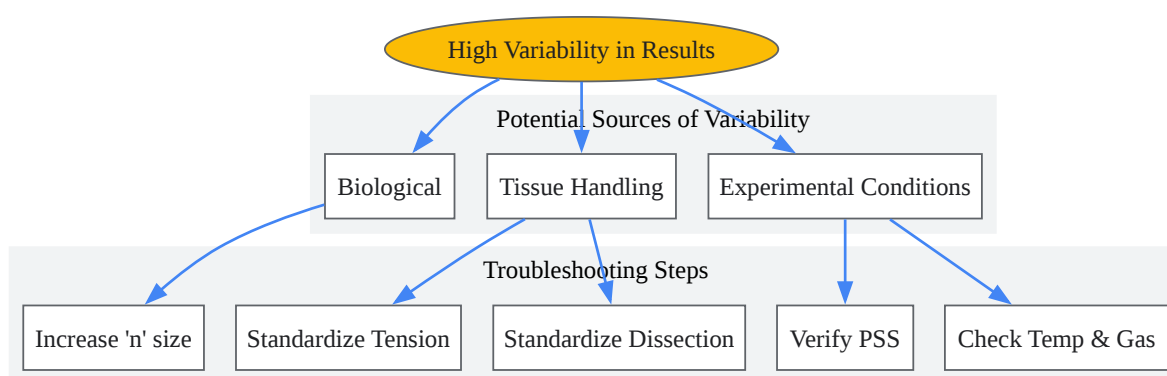 High Variability in Results
Potential Sources of Variability
Biological
Tissue Handling
Experimental Conditions
Troubleshooting Steps
Increase 'n' size
Standardize Tension
Standardize Dissection
Verify PSS
Check Temp & Gas